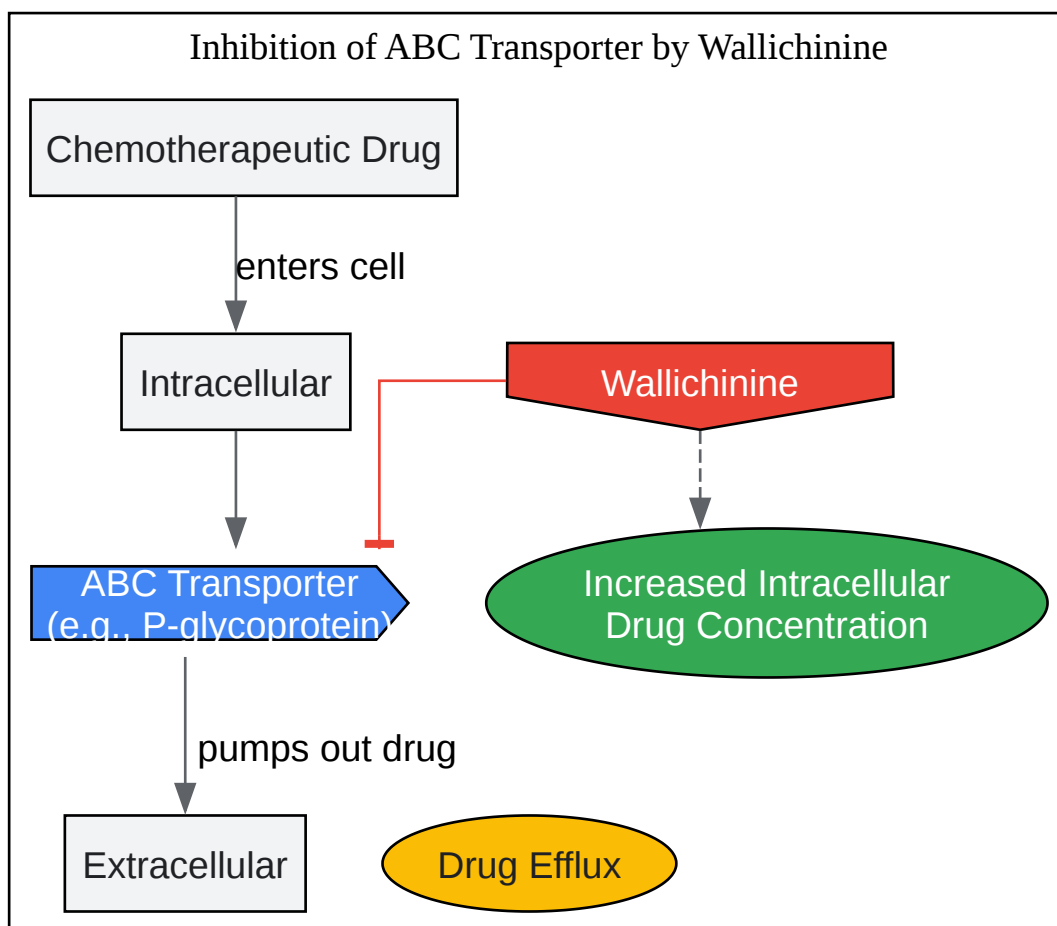 Inhibition of ABC Transporter by Wallichinine
Chemotherapeutic Drug
enters cell
Intracellular
Wallichinine
ABC Transporter
(e.g., P-glycoprotein)
Increased Intracellular
Drug Concentration
pumps out drug
Extracellular
Drug Efflux